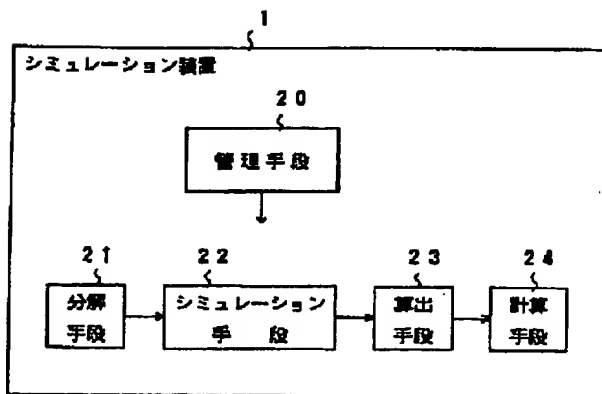 1
シミュレーション装置
20
管理手段
21
22
23
24
分解
手段
シミュレーション
手段
算出
手段
計算
手段